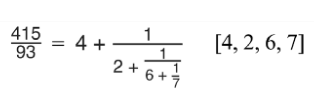 415/93 = 4 + 1/(2 + 1/(6 + 1/7)) [4, 2, 6, 7]